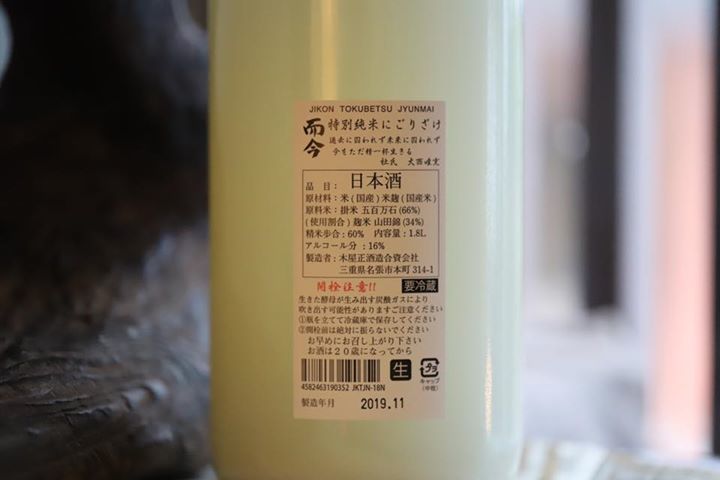 JIKON TOKUBETSU JYUNMAI
而今 特別純米にごりざけ
過去に囚われず未来に囚われず
今をただ精一杯生きる
杜氏 大西唯克
品 目: 日本酒
原材料:米(国産)米麹(国産米)
原料米:掛米 五百万石(66%)
(使用割合) 麹米 山田錦(34%)
精米歩合:60% 内容量:1.8L
アルコール分:16%
製造者:木屋正酒造合資会社
三重県名張市本町 314-1
開栓注意!! 要冷蔵
生きた酵母が生み出す炭酸ガスにより
吹き出す可能性がありますご注意ください
①瓶を立てて冷蔵庫で保存してください
②開栓前は絶対に振らないでください
お早めにお召し上がり下さい
お酒は20歳になってから
生
キャップ
(中栓)
4582463190352 JKTJN-18N
製造年月 2019.11